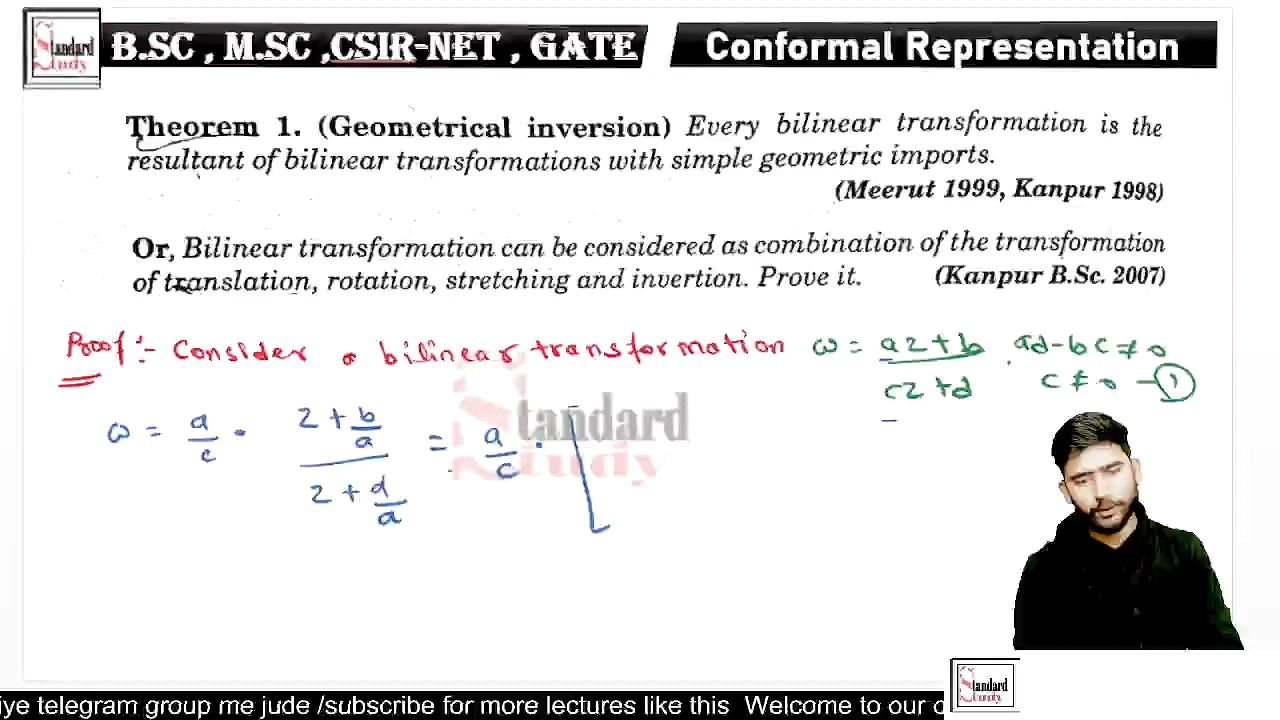 Standard Study
B.SC , M.SC ,CSIR-NET , GATE
Conformal Representation
Theorem 1. (Geometrical inversion) Every bilinear transformation is the
resultant of bilinear transformations with simple geometric imports.
(Meerut 1999, Kanpur 1998)
Or, Bilinear transformation can be considered as combination of the transformation
of translation, rotation, stretching and invertion. Prove it. (Kanpur B.Sc. 2007)
Proof :- Consider a bilinear transformation ω = az+b / cz+d , ad-bc≠0
c≠0 -①
ω = a/c · z + b/a / z + d/a = a/c · [
Standard Study
Standard Study
iye telegram group me jude /subscribe for more lectures like this Welcome to our